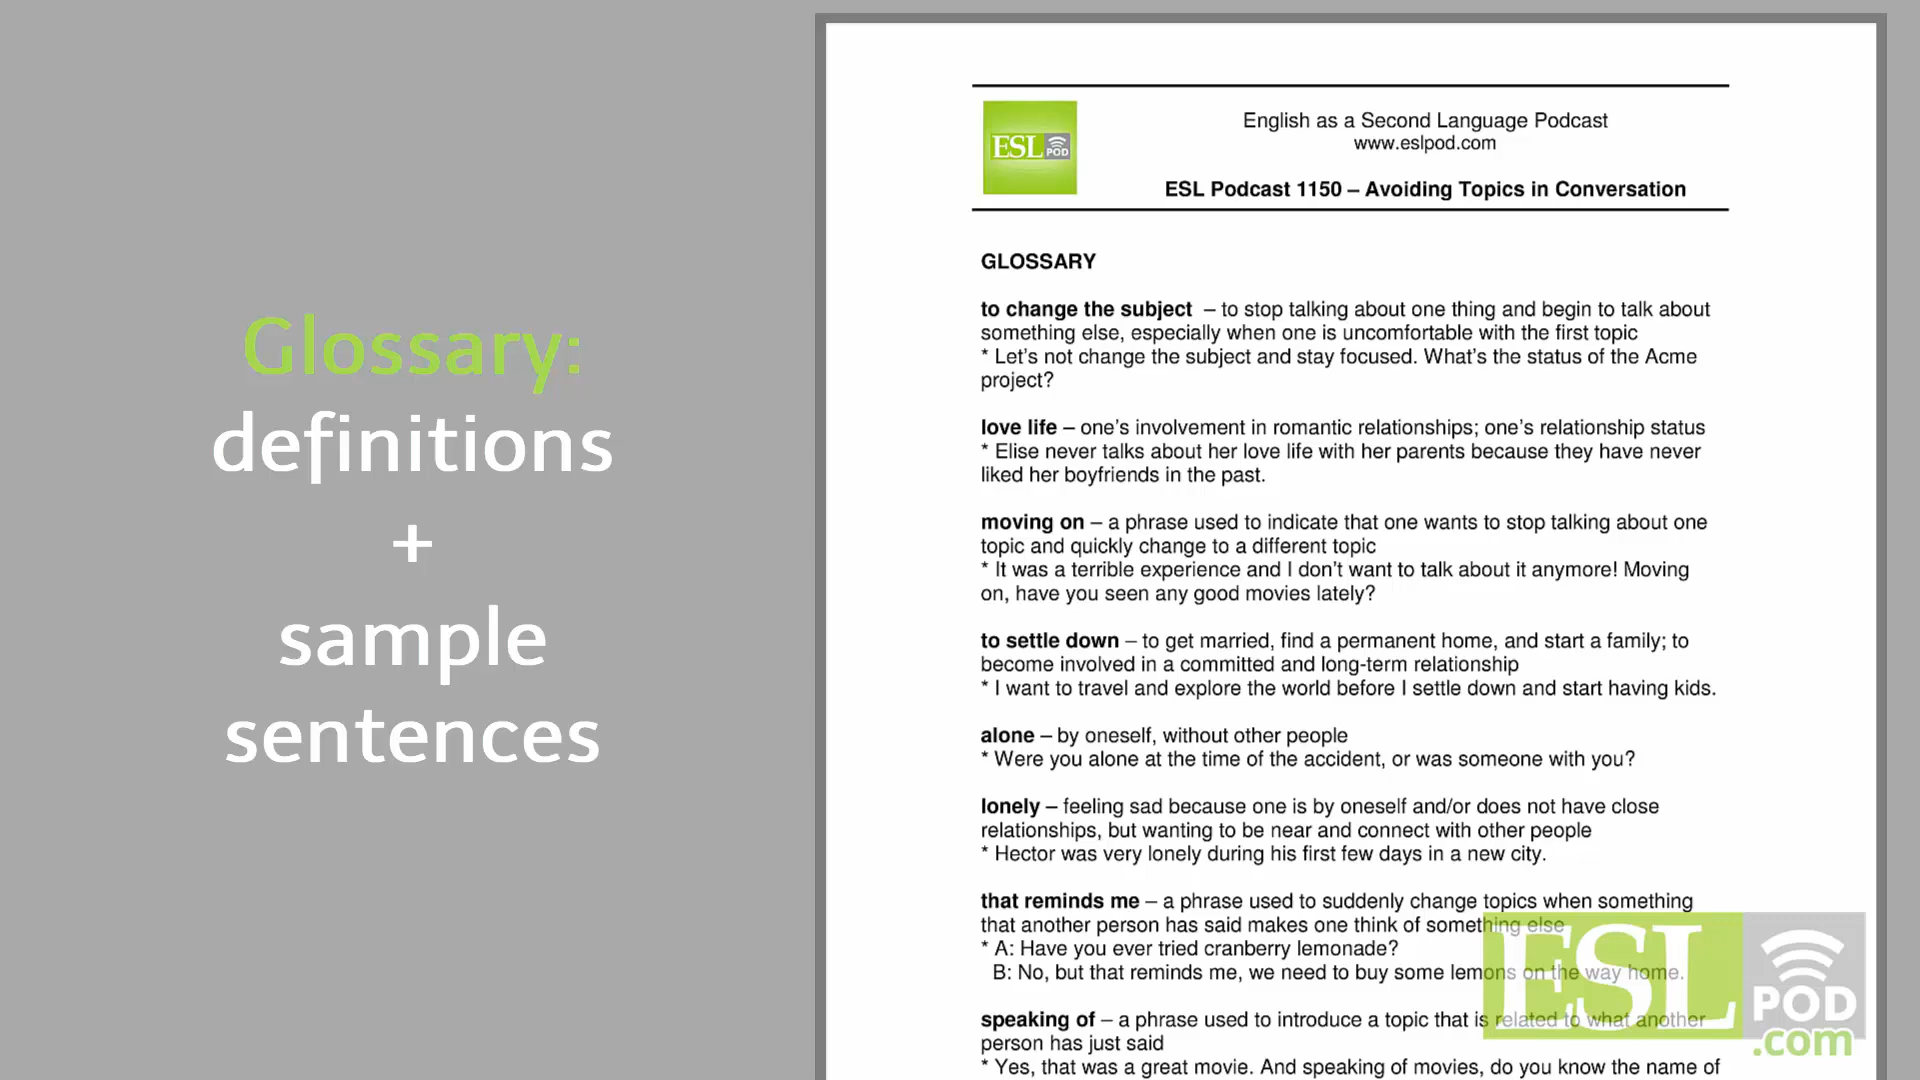 Glossary:
definitions
+
sample
sentences
ESL POD
English as a Second Language Podcast
www.eslpod.com
ESL Podcast 1150 – Avoiding Topics in Conversation
GLOSSARY
to change the subject – to stop talking about one thing and begin to talk about
something else, especially when one is uncomfortable with the first topic
* Let’s not change the subject and stay focused. What’s the status of the Acme
project?
love life – one’s involvement in romantic relationships; one’s relationship status
* Elise never talks about her love life with her parents because they have never
liked her boyfriends in the past.
moving on – a phrase used to indicate that one wants to stop talking about one
topic and quickly change to a different topic
* It was a terrible experience and I don’t want to talk about it anymore! Moving
on, have you seen any good movies lately?
to settle down – to get married, find a permanent home, and start a family; to
become involved in a committed and long-term relationship
* I want to travel and explore the world before I settle down and start having kids.
alone – by oneself, without other people
* Were you alone at the time of the accident, or was someone with you?
lonely – feeling sad because one is by oneself and/or does not have close
relationships, but wanting to be near and connect with other people
* Hector was very lonely during his first few days in a new city.
that reminds me – a phrase used to suddenly change topics when something
that another person has said makes one think of something else
* A: Have you ever tried cranberry lemonade?
B: No, but that reminds me, we need to buy some lemons on the way home.
speaking of – a phrase used to introduce a topic that is related to what another
person has just said
* Yes, that was a great movie. And speaking of movies, do you know the name of
ESL POD
.com